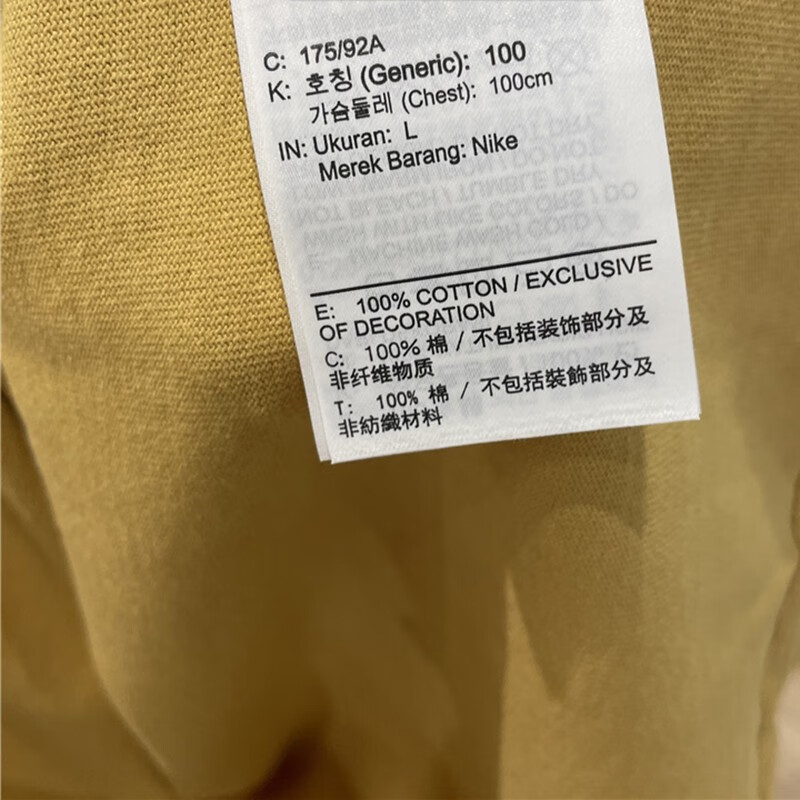 C: 175/92A
K: 호칭 (Generic): 100
가슴둘레 (Chest): 100cm
IN: Ukuran: L
Merek Barang: Nike
E: 100% COTTON / EXCLUSIVE
OF DECORATION
C: 100% 棉 / 不包括装饰部分及
非纤维物质
T: 100% 棉 / 不包括裝飾部分及
非紡織材料